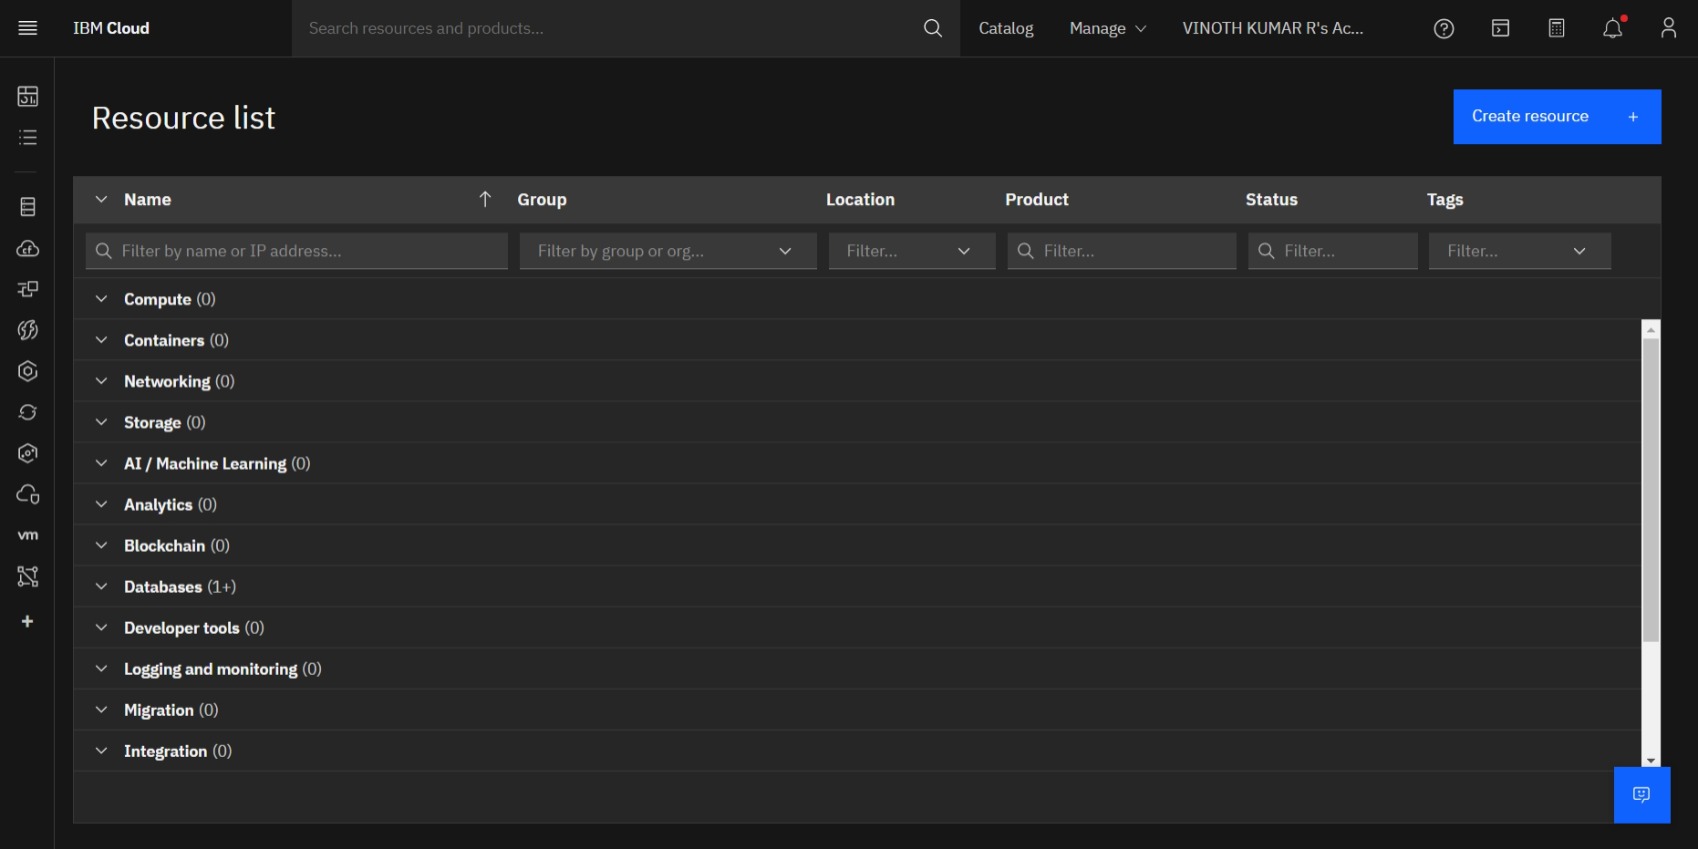 IBM Cloud
Search resources and products...
Catalog
Manage
VINOTH KUMAR R's Ac...
Resource list
Create resource +
Name Group Location Product Status Tags
Filter by name or IP address... Filter by group or org... Filter... Filter... Filter... Filter...
Compute (0)
Containers (0)
Networking (0)
Storage (0)
AI / Machine Learning (0)
Analytics (0)
Blockchain (0)
Databases (1+)
Developer tools (0)
Logging and monitoring (0)
Migration (0)
Integration (0)
cf
vm
+